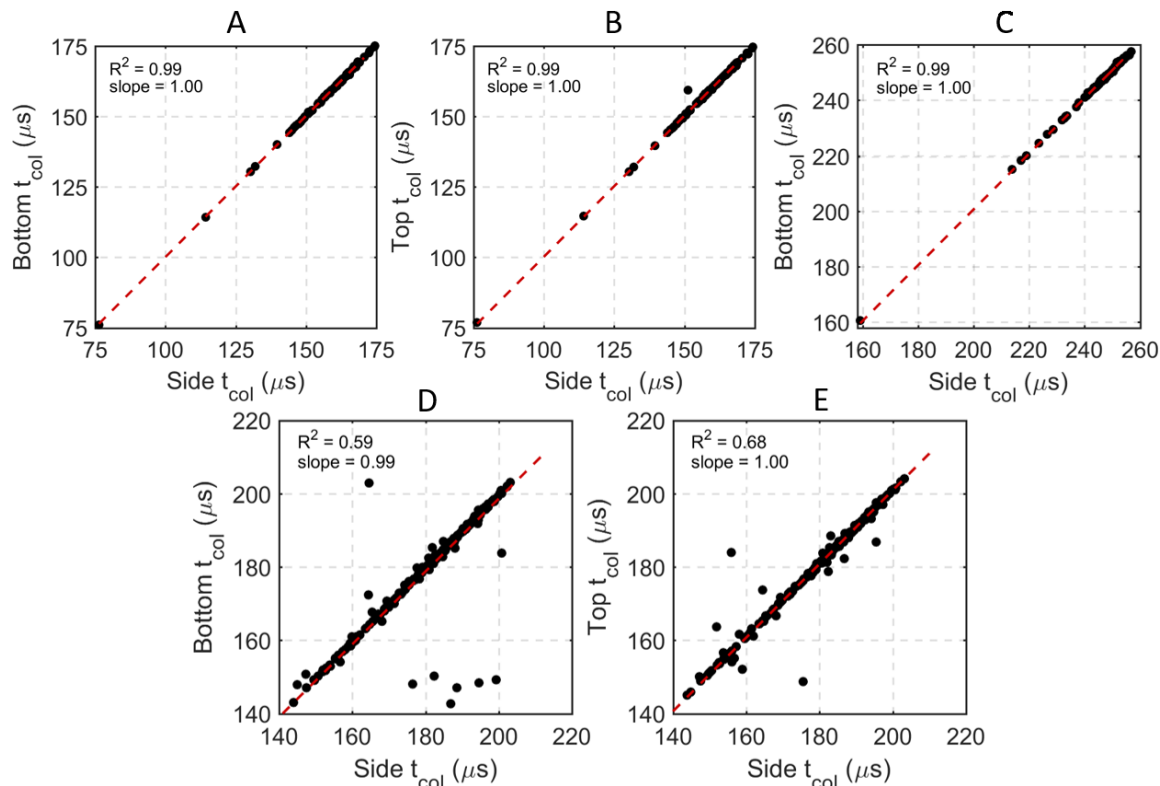 A
B
C
R² = 0.99
slope = 1.00
175
150
125
100
75
Bottom t_col (μs)
75
100
125
150
175
Side t_col (μs)
R² = 0.99
slope = 1.00
175
150
125
100
75
Top t_col (μs)
75
100
125
150
175
Side t_col (μs)
R² = 0.99
slope = 1.00
260
240
220
200
180
160
Bottom t_col (μs)
160
180
200
220
240
260
Side t_col (μs)
D
E
R² = 0.59
slope = 0.99
220
200
180
160
140
Bottom t_col (μs)
140
160
180
200
220
Side t_col (μs)
R² = 0.68
slope = 1.00
220
200
180
160
140
Top t_col (μs)
140
160
180
200
220
Side t_col (μs)